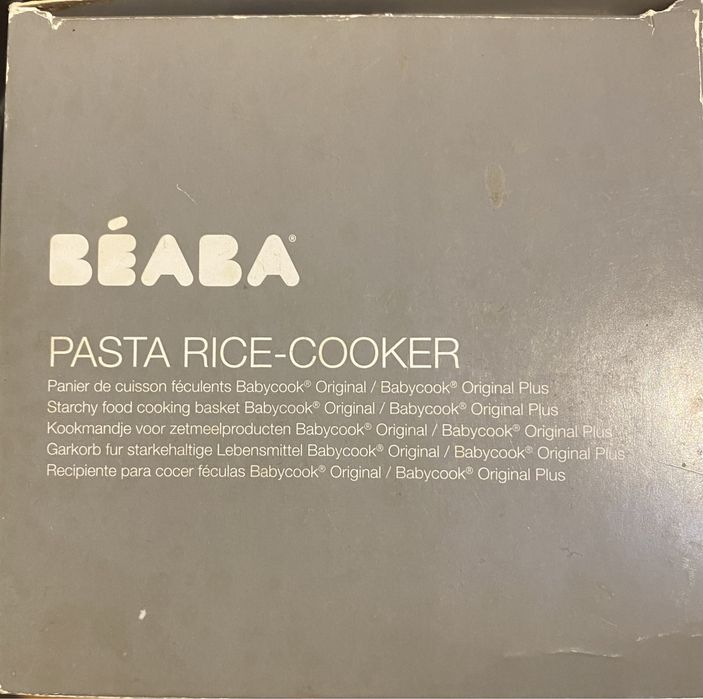 BÉABA®
PASTA RICE-COOKER
Panier de cuisson féculents Babycook® Original / Babycook® Original Plus
Starchy food cooking basket Babycook® Original / Babycook® Original Plus
Kookmandje voor zetmeelproducten Babycook® Original / Babycook® Original Plus
Garkorb fur starkehaltige Lebensmittel Babycook® Original / Babycook® Original Plus
Recipiente para cocer féculas Babycook® Original / Babycook® Original Plus